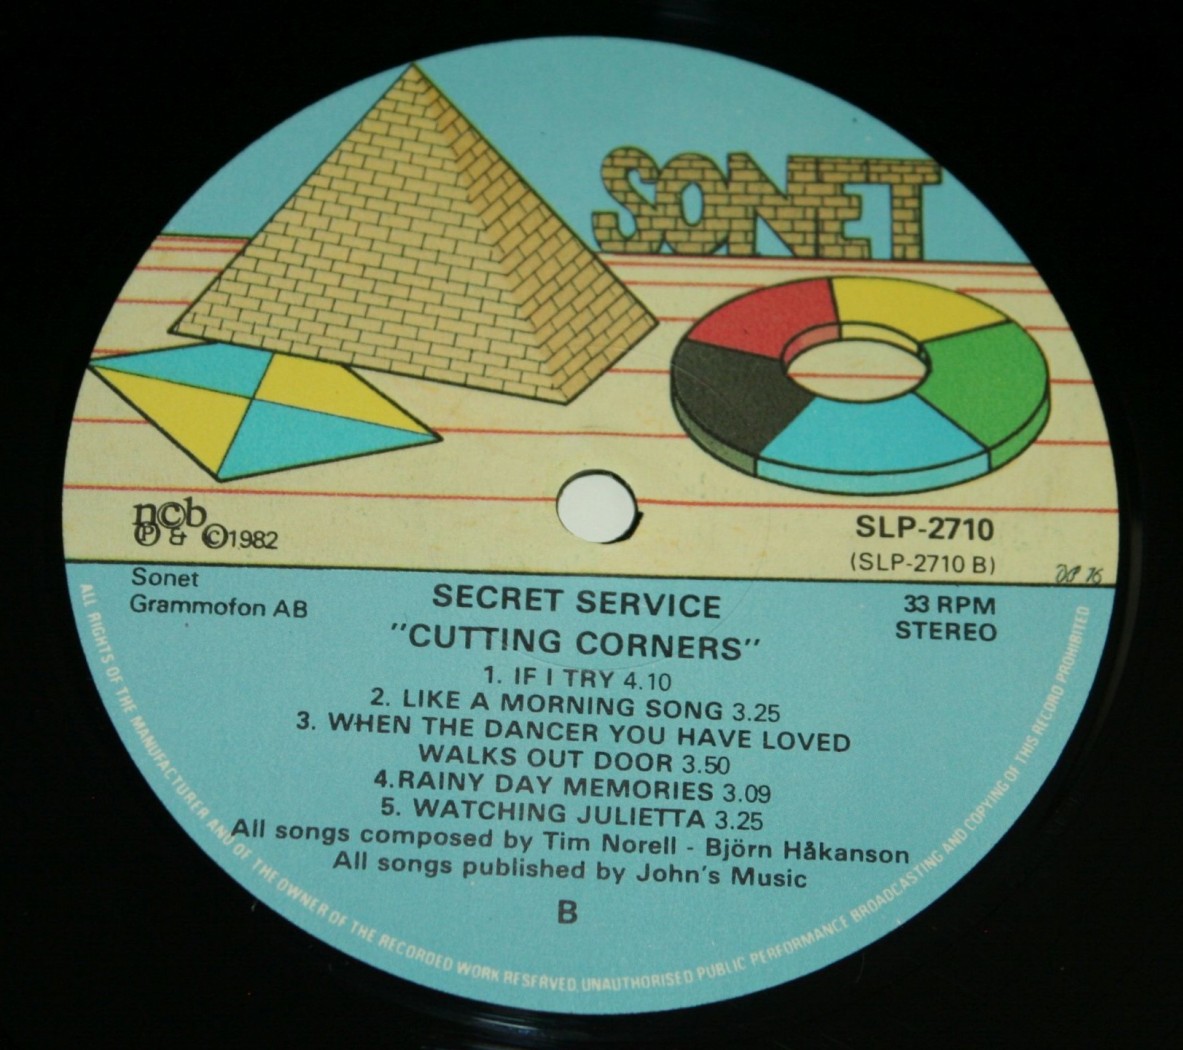 SONET
ncb
Ⓟ & ©1982
SLP-2710
(SLP-2710 B)
Sonet
Grammofon AB
33 RPM
STEREO
SECRET SERVICE
"CUTTING CORNERS"
1. IF I TRY 4.10
2. LIKE A MORNING SONG 3.25
3. WHEN THE DANCER YOU HAVE LOVED
WALKS OUT DOOR 3.50
4.RAINY DAY MEMORIES 3.09
5. WATCHING JULIETTA 3.25
All songs composed by Tim Norell - Björn Håkanson
All songs published by John's Music
B
ALL RIGHTS OF THE MANUFACTURER AND OF THE OWNER OF THE RECORDED WORK RESERVED UNAUTHORISED PUBLIC PERFORMANCE BROADCASTING AND COPYING OF THIS RECORD PROHIBITED